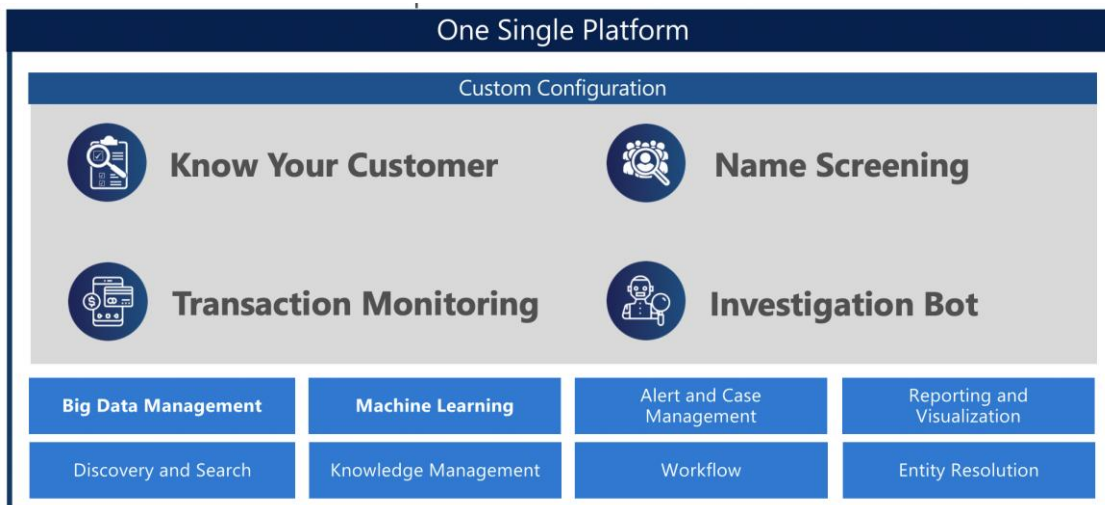 One Single Platform
Custom Configuration
Know Your Customer
Name Screening
Transaction Monitoring
Investigation Bot
Big Data Management
Machine Learning
Alert and Case
Management
Reporting and
Visualization
Discovery and Search
Knowledge Management
Workflow
Entity Resolution